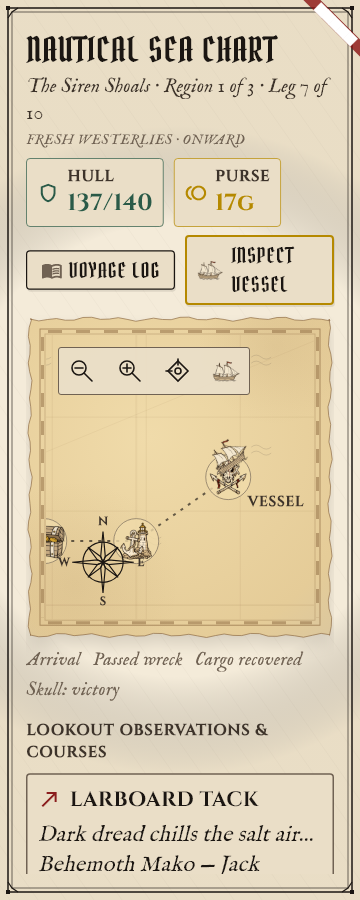 NAUTICAL SEA CHART
The Siren Shoals · Region 1 of 3 · Leg 7 of
10
FRESH WESTERLIES · ONWARD
HULL
137/140
PURSE
17G
VOYAGE LOG
INSPECT
VESSEL
VESSEL
N
W
E
S
Arrival Passed wreck Cargo recovered
Skull: victory
LOOKOUT OBSERVATIONS &
COURSES
LARBOARD TACK
Dark dread chills the salt air...
Behemoth Mako — Jack